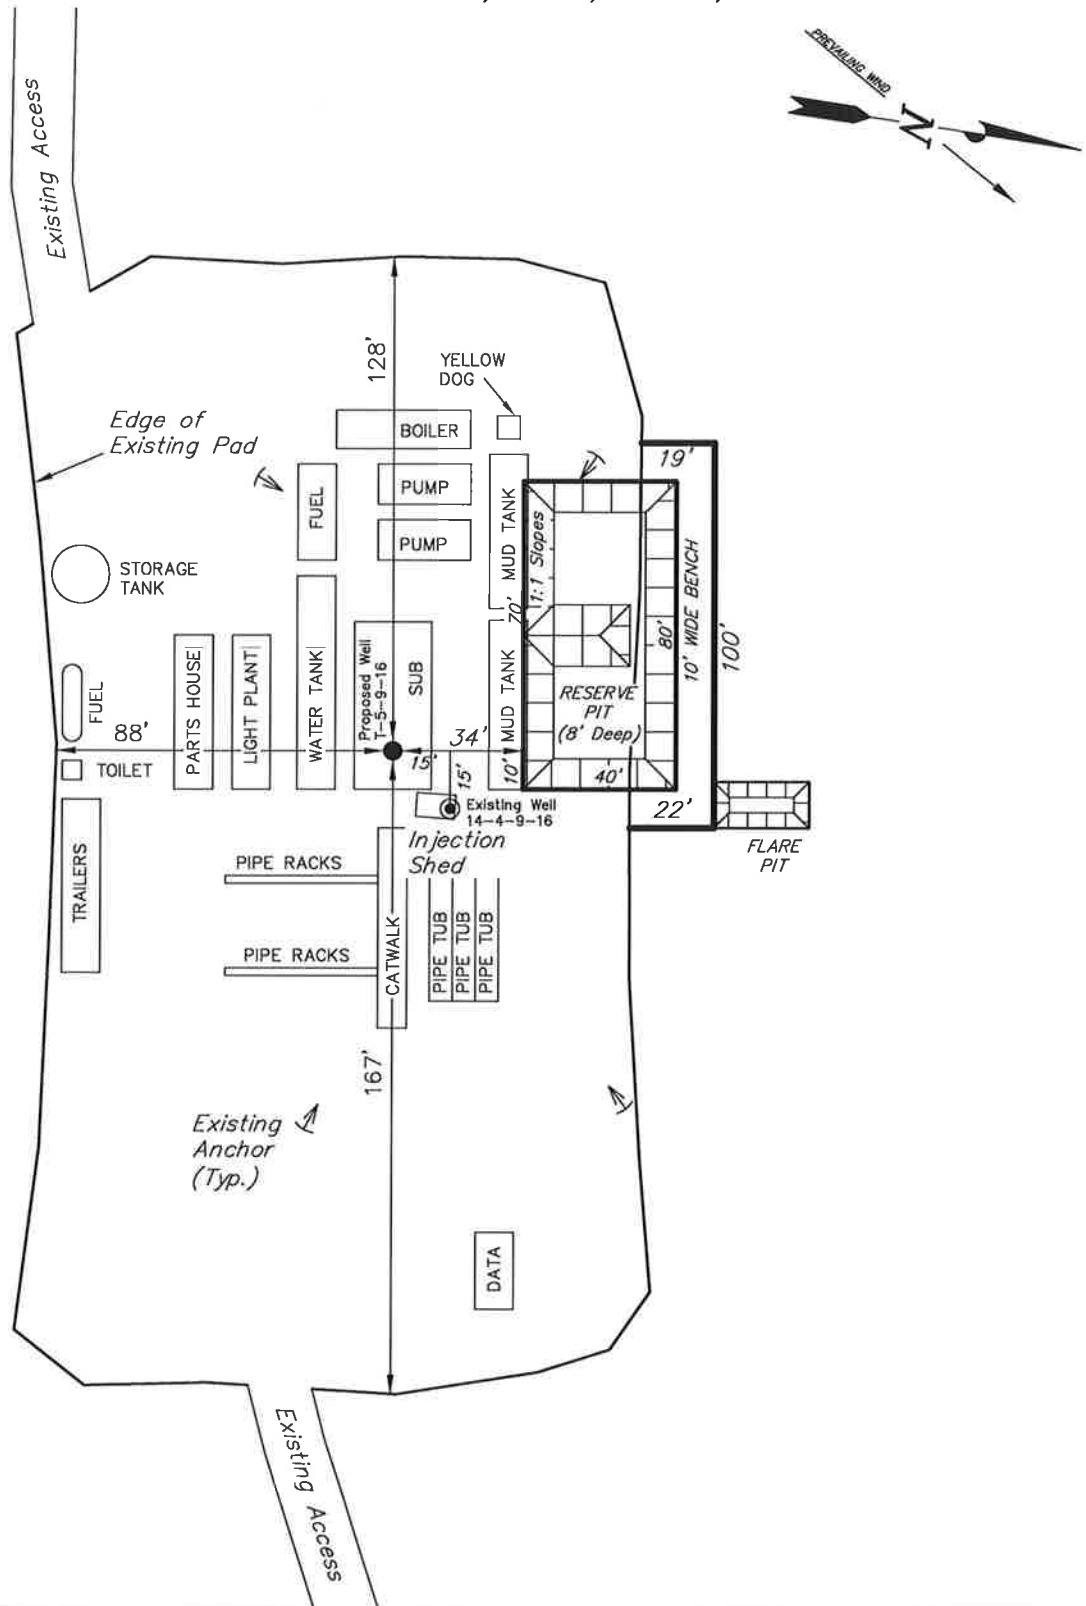 PREVAILING WIND
N
Existing Access
128'
YELLOW
DOG
Edge of
Existing Pad
BOILER
19'
PUMP
FUEL
MUD TANK
1:1 Slopes
PUMP
STORAGE
TANK
10' WIDE BENCH
70'
80'
100'
PARTS HOUSE
LIGHT PLANT
WATER TANK
Proposed Well
T-5-9-16
SUB
MUD TANK
RESERVE
PIT
(8' Deep)
FUEL
88'
34'
15'
TOILET
15'
10'
40'
Existing Well
14-4-9-16
22'
Injection
Shed
FLARE
PIT
TRAILERS
PIPE RACKS
CATWALK
PIPE TUB
PIPE TUB
PIPE TUB
PIPE RACKS
167'
Existing
Anchor
(Typ.)
DATA
Existing Access